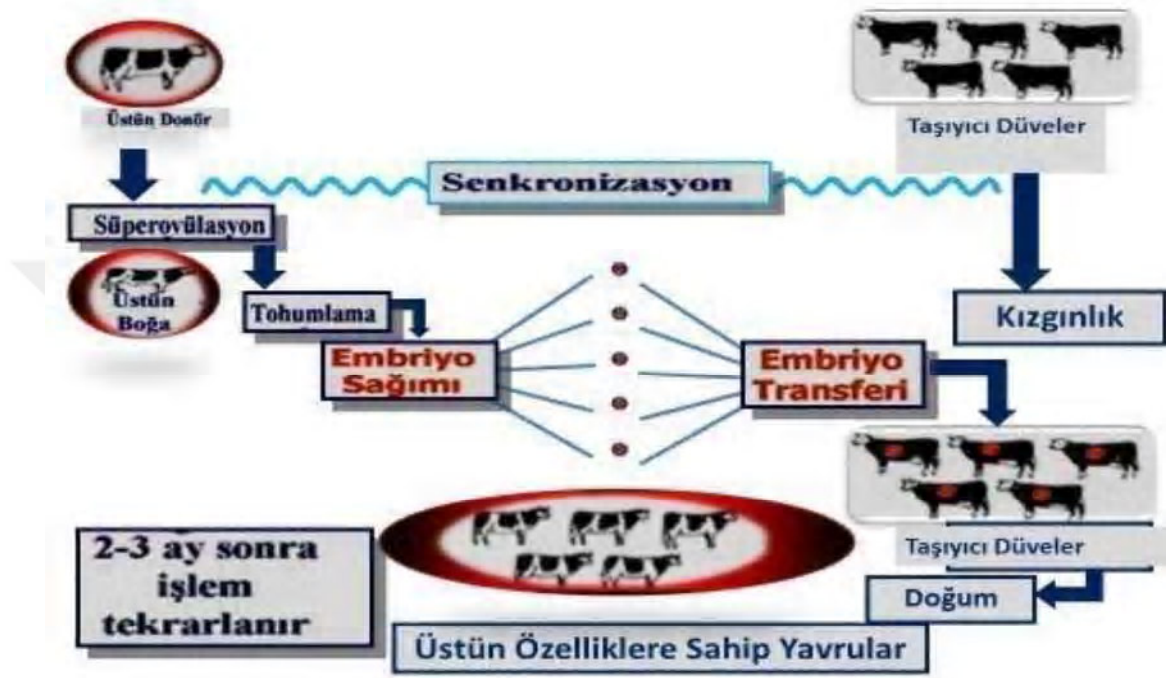 Üstün Donör
Taşıyıcı Düveler
Senkronizasyon
Süperovülasyon
Üstün
Boğa
Tohumlama
Kızgınlık
Embriyo
Sağımı
Embriyo
Transferi
2-3 ay sonra
işlem
tekrarlanır
Taşıyıcı Düveler
Doğum
Üstün Özelliklere Sahip Yavrular